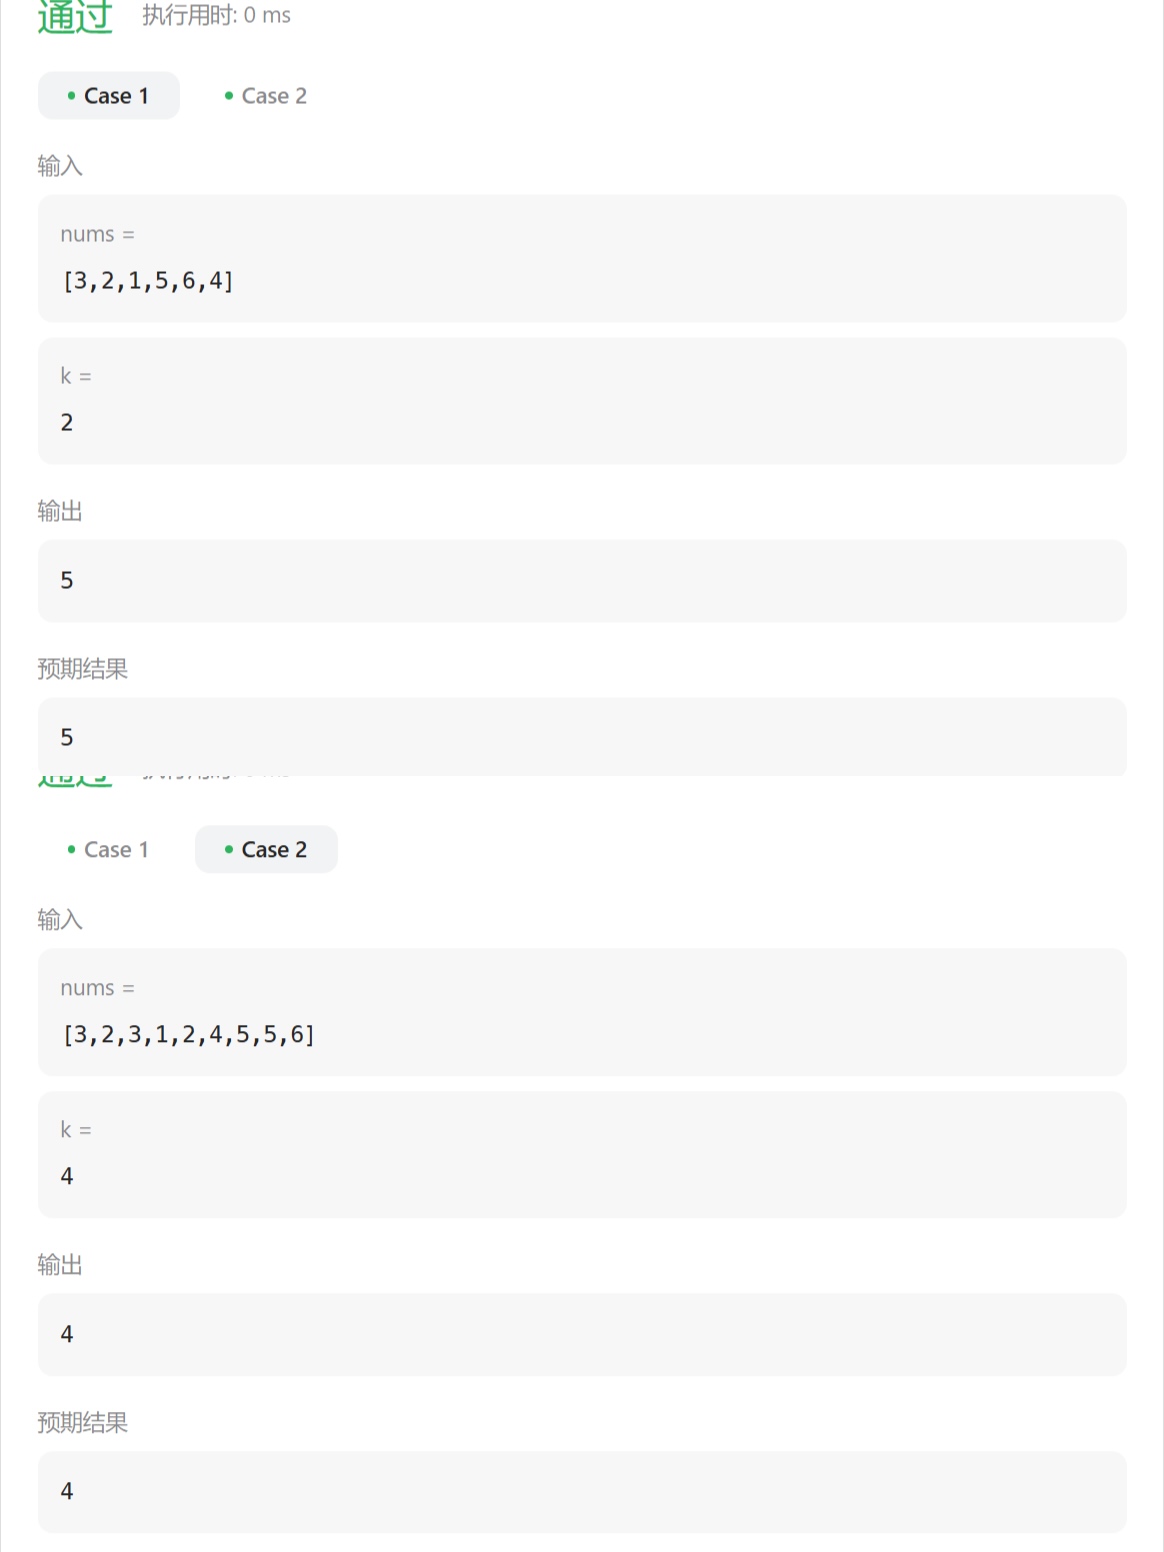 通过 执行用时: 0 ms
Case 1 Case 2
输入
nums =
[3,2,1,5,6,4]
k =
2
输出
5
预期结果
5
Case 1 Case 2
输入
nums =
[3,2,3,1,2,4,5,5,6]
k =
4
输出
4
预期结果
4